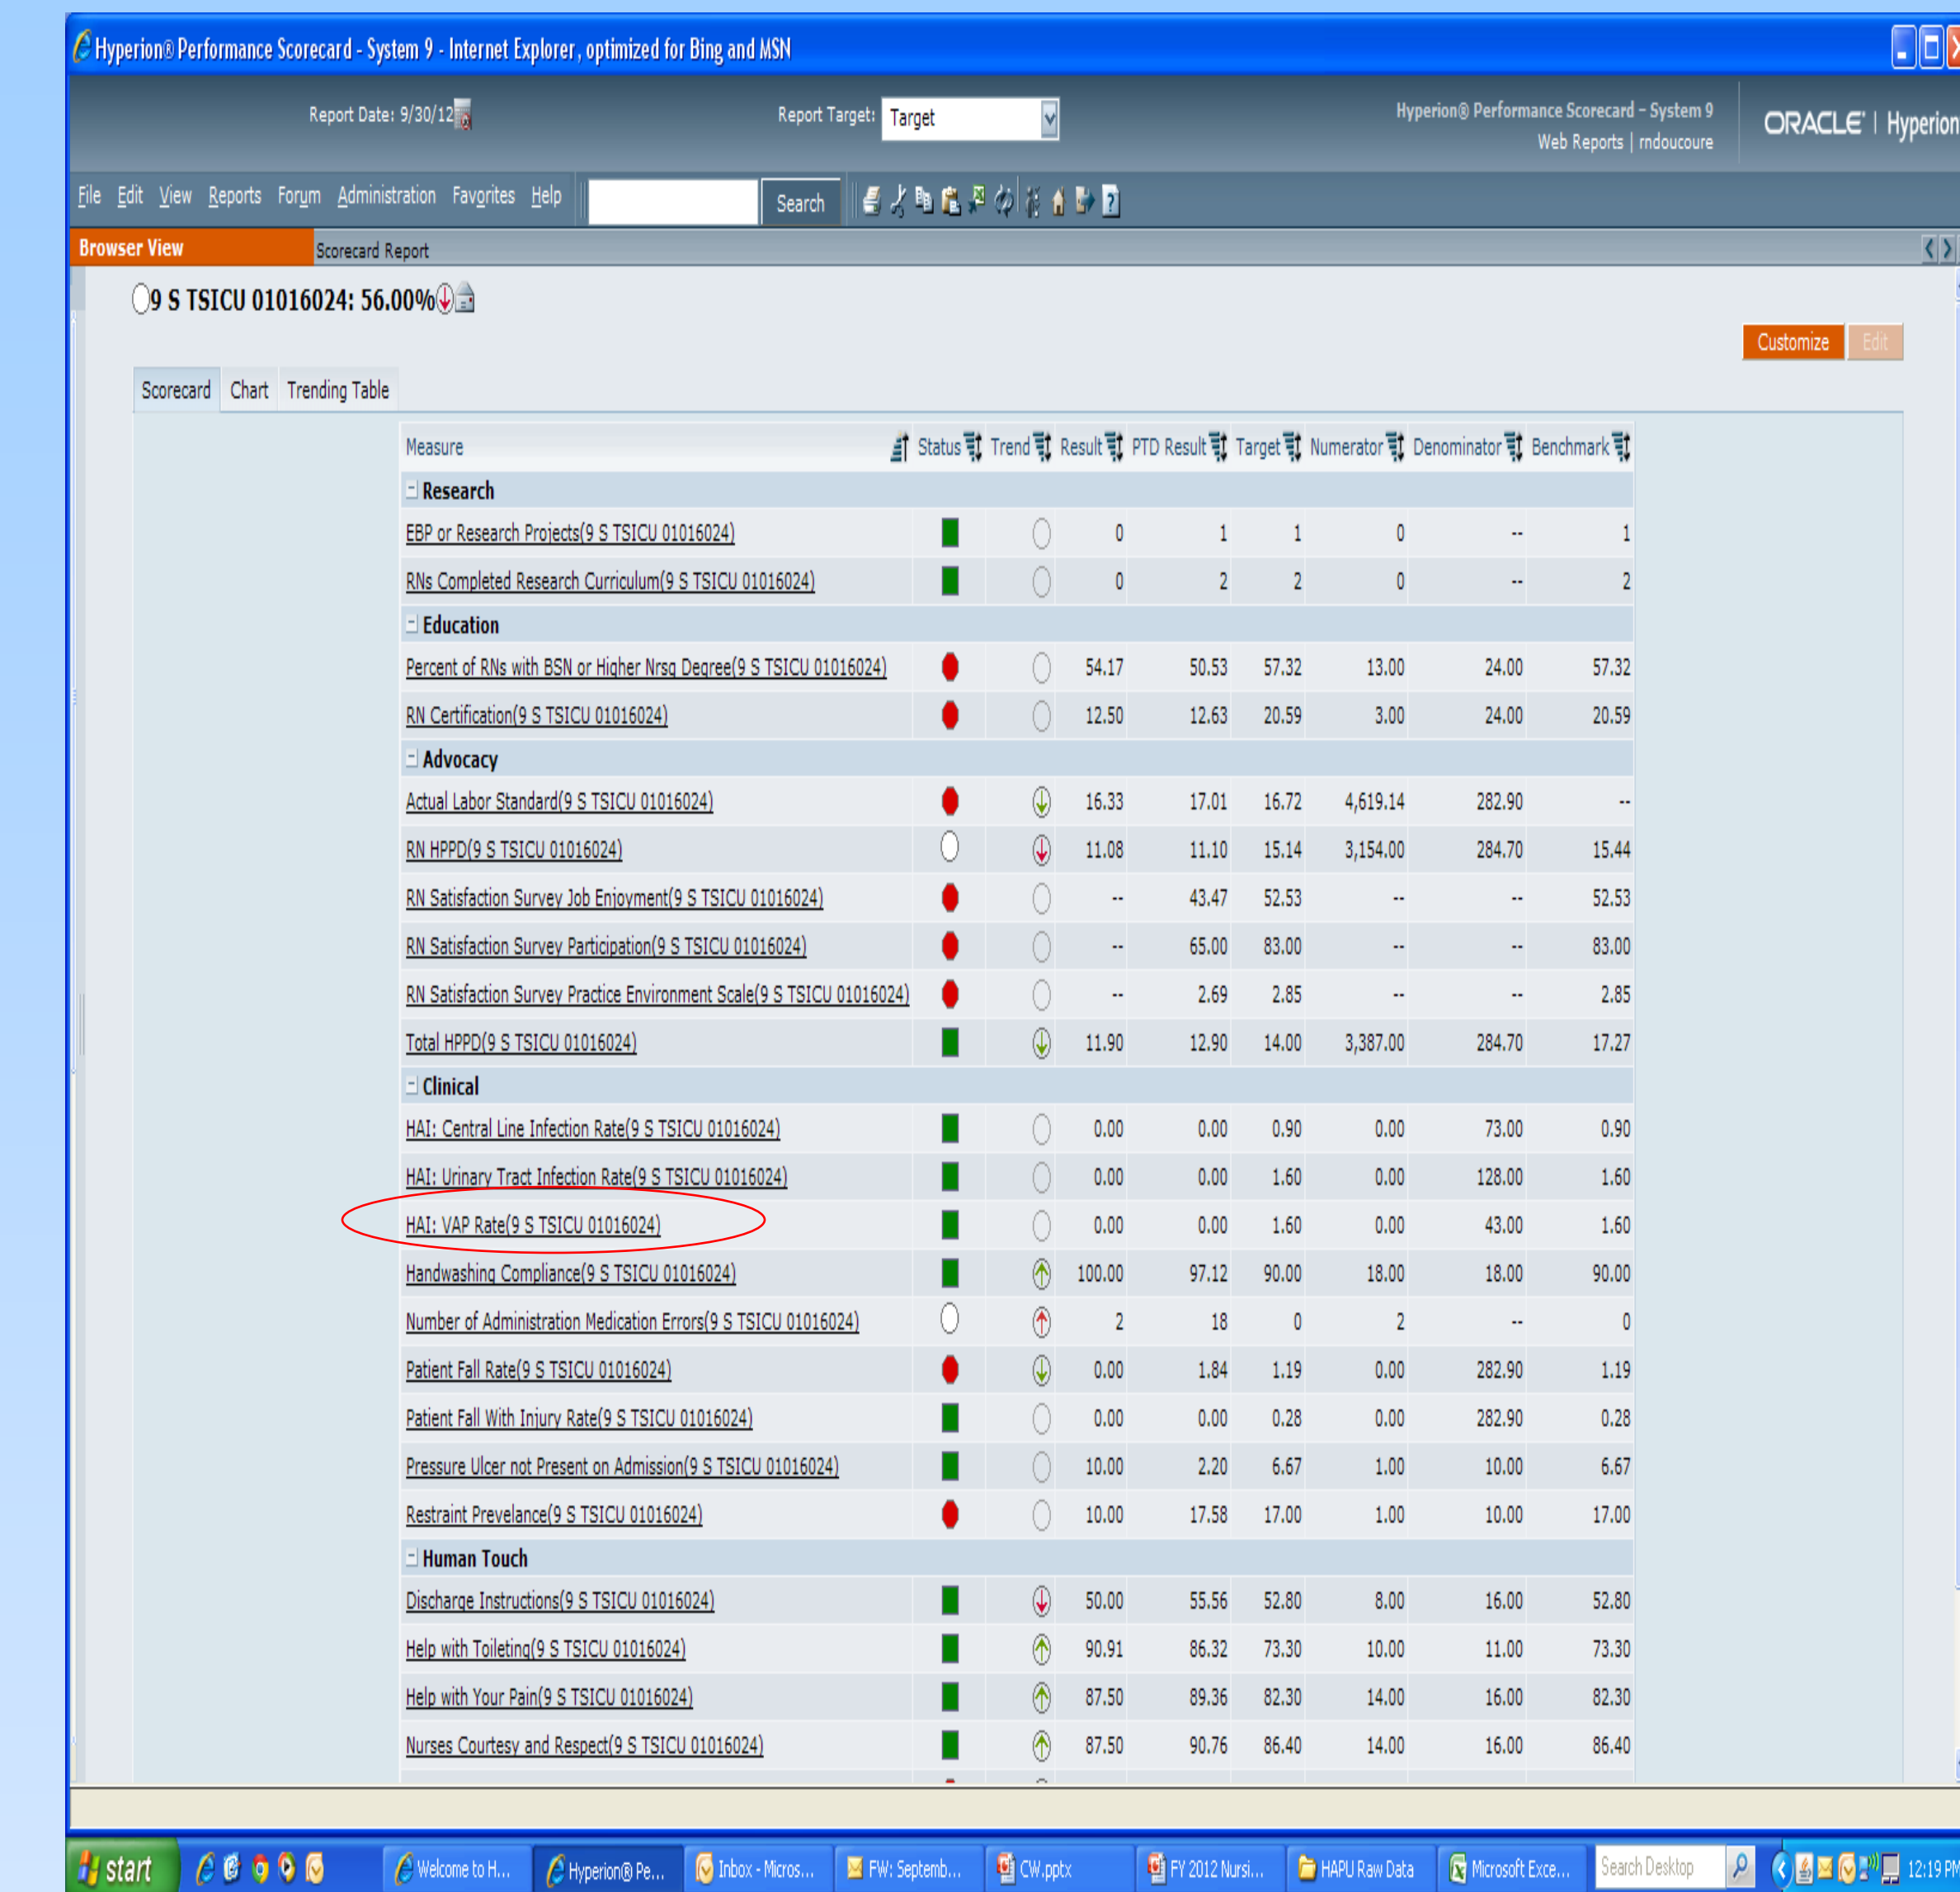 Hyperion® Performance Scorecard - System 9 - Internet Explorer, optimized for Bing and MSN
Report Date: 9/30/12 Report Target: Target Hyperion® Performance Scorecard – System 9 ORACLE® | Hyperion
Web Reports | rndoucoure
File Edit View Reports Forum Administration Favorites Help Search
Browser View Scorecard Report
9 S TSICU 01016024: 56.00%
Customize Edit
Scorecard Chart Trending Table
Measure Status Trend Result PTD Result Target Numerator Denominator Benchmark
Research
EBP or Research Projects(9 S TSICU 01016024) 0 1 1 0 -- 1
RNs Completed Research Curriculum(9 S TSICU 01016024) 0 2 2 0 -- 2
Education
Percent of RNs with BSN or Higher Nrsg Degree(9 S TSICU 01016024) 54.17 50.53 57.32 13.00 24.00 57.32
RN Certification(9 S TSICU 01016024) 12.50 12.63 20.59 3.00 24.00 20.59
Advocacy
Actual Labor Standard(9 S TSICU 01016024) 16.33 17.01 16.72 4,619.14 282.90 --
RN HPPD(9 S TSICU 01016024) 11.08 11.10 15.14 3,154.00 284.70 15.44
RN Satisfaction Survey Job Enjoyment(9 S TSICU 01016024) -- 43.47 52.53 -- -- 52.53
RN Satisfaction Survey Participation(9 S TSICU 01016024) -- 65.00 83.00 -- -- 83.00
RN Satisfaction Survey Practice Environment Scale(9 S TSICU 01016024) -- 2.69 2.85 -- -- 2.85
Total HPPD(9 S TSICU 01016024) 11.90 12.90 14.00 3,387.00 284.70 17.27
Clinical
HAI: Central Line Infection Rate(9 S TSICU 01016024) 0.00 0.00 0.90 0.00 73.00 0.90
HAI: Urinary Tract Infection Rate(9 S TSICU 01016024) 0.00 0.00 1.60 0.00 128.00 1.60
HAI: VAP Rate(9 S TSICU 01016024) 0.00 0.00 1.60 0.00 43.00 1.60
Handwashing Compliance(9 S TSICU 01016024) 100.00 97.12 90.00 18.00 18.00 90.00
Number of Administration Medication Errors(9 S TSICU 01016024) 2 18 0 2 -- 0
Patient Fall Rate(9 S TSICU 01016024) 0.00 1.84 1.19 0.00 282.90 1.19
Patient Fall With Injury Rate(9 S TSICU 01016024) 0.00 0.00 0.28 0.00 282.90 0.28
Pressure Ulcer not Present on Admission(9 S TSICU 01016024) 10.00 2.20 6.67 1.00 10.00 6.67
Restraint Prevelance(9 S TSICU 01016024) 10.00 17.58 17.00 1.00 10.00 17.00
Human Touch
Discharge Instructions(9 S TSICU 01016024) 50.00 55.56 52.80 8.00 16.00 52.80
Help with Toileting(9 S TSICU 01016024) 90.91 86.32 73.30 10.00 11.00 73.30
Help with Your Pain(9 S TSICU 01016024) 87.50 89.36 82.30 14.00 16.00 82.30
Nurses Courtesy and Respect(9 S TSICU 01016024) 87.50 90.76 86.40 14.00 16.00 86.40
start Welcome to H... Hyperion® Pe... Inbox - Micros... FW: Septemb... CW.pptx FY 2012 Nursi... HAPU Raw Data Microsoft Exce... Search Desktop 12:19 PM